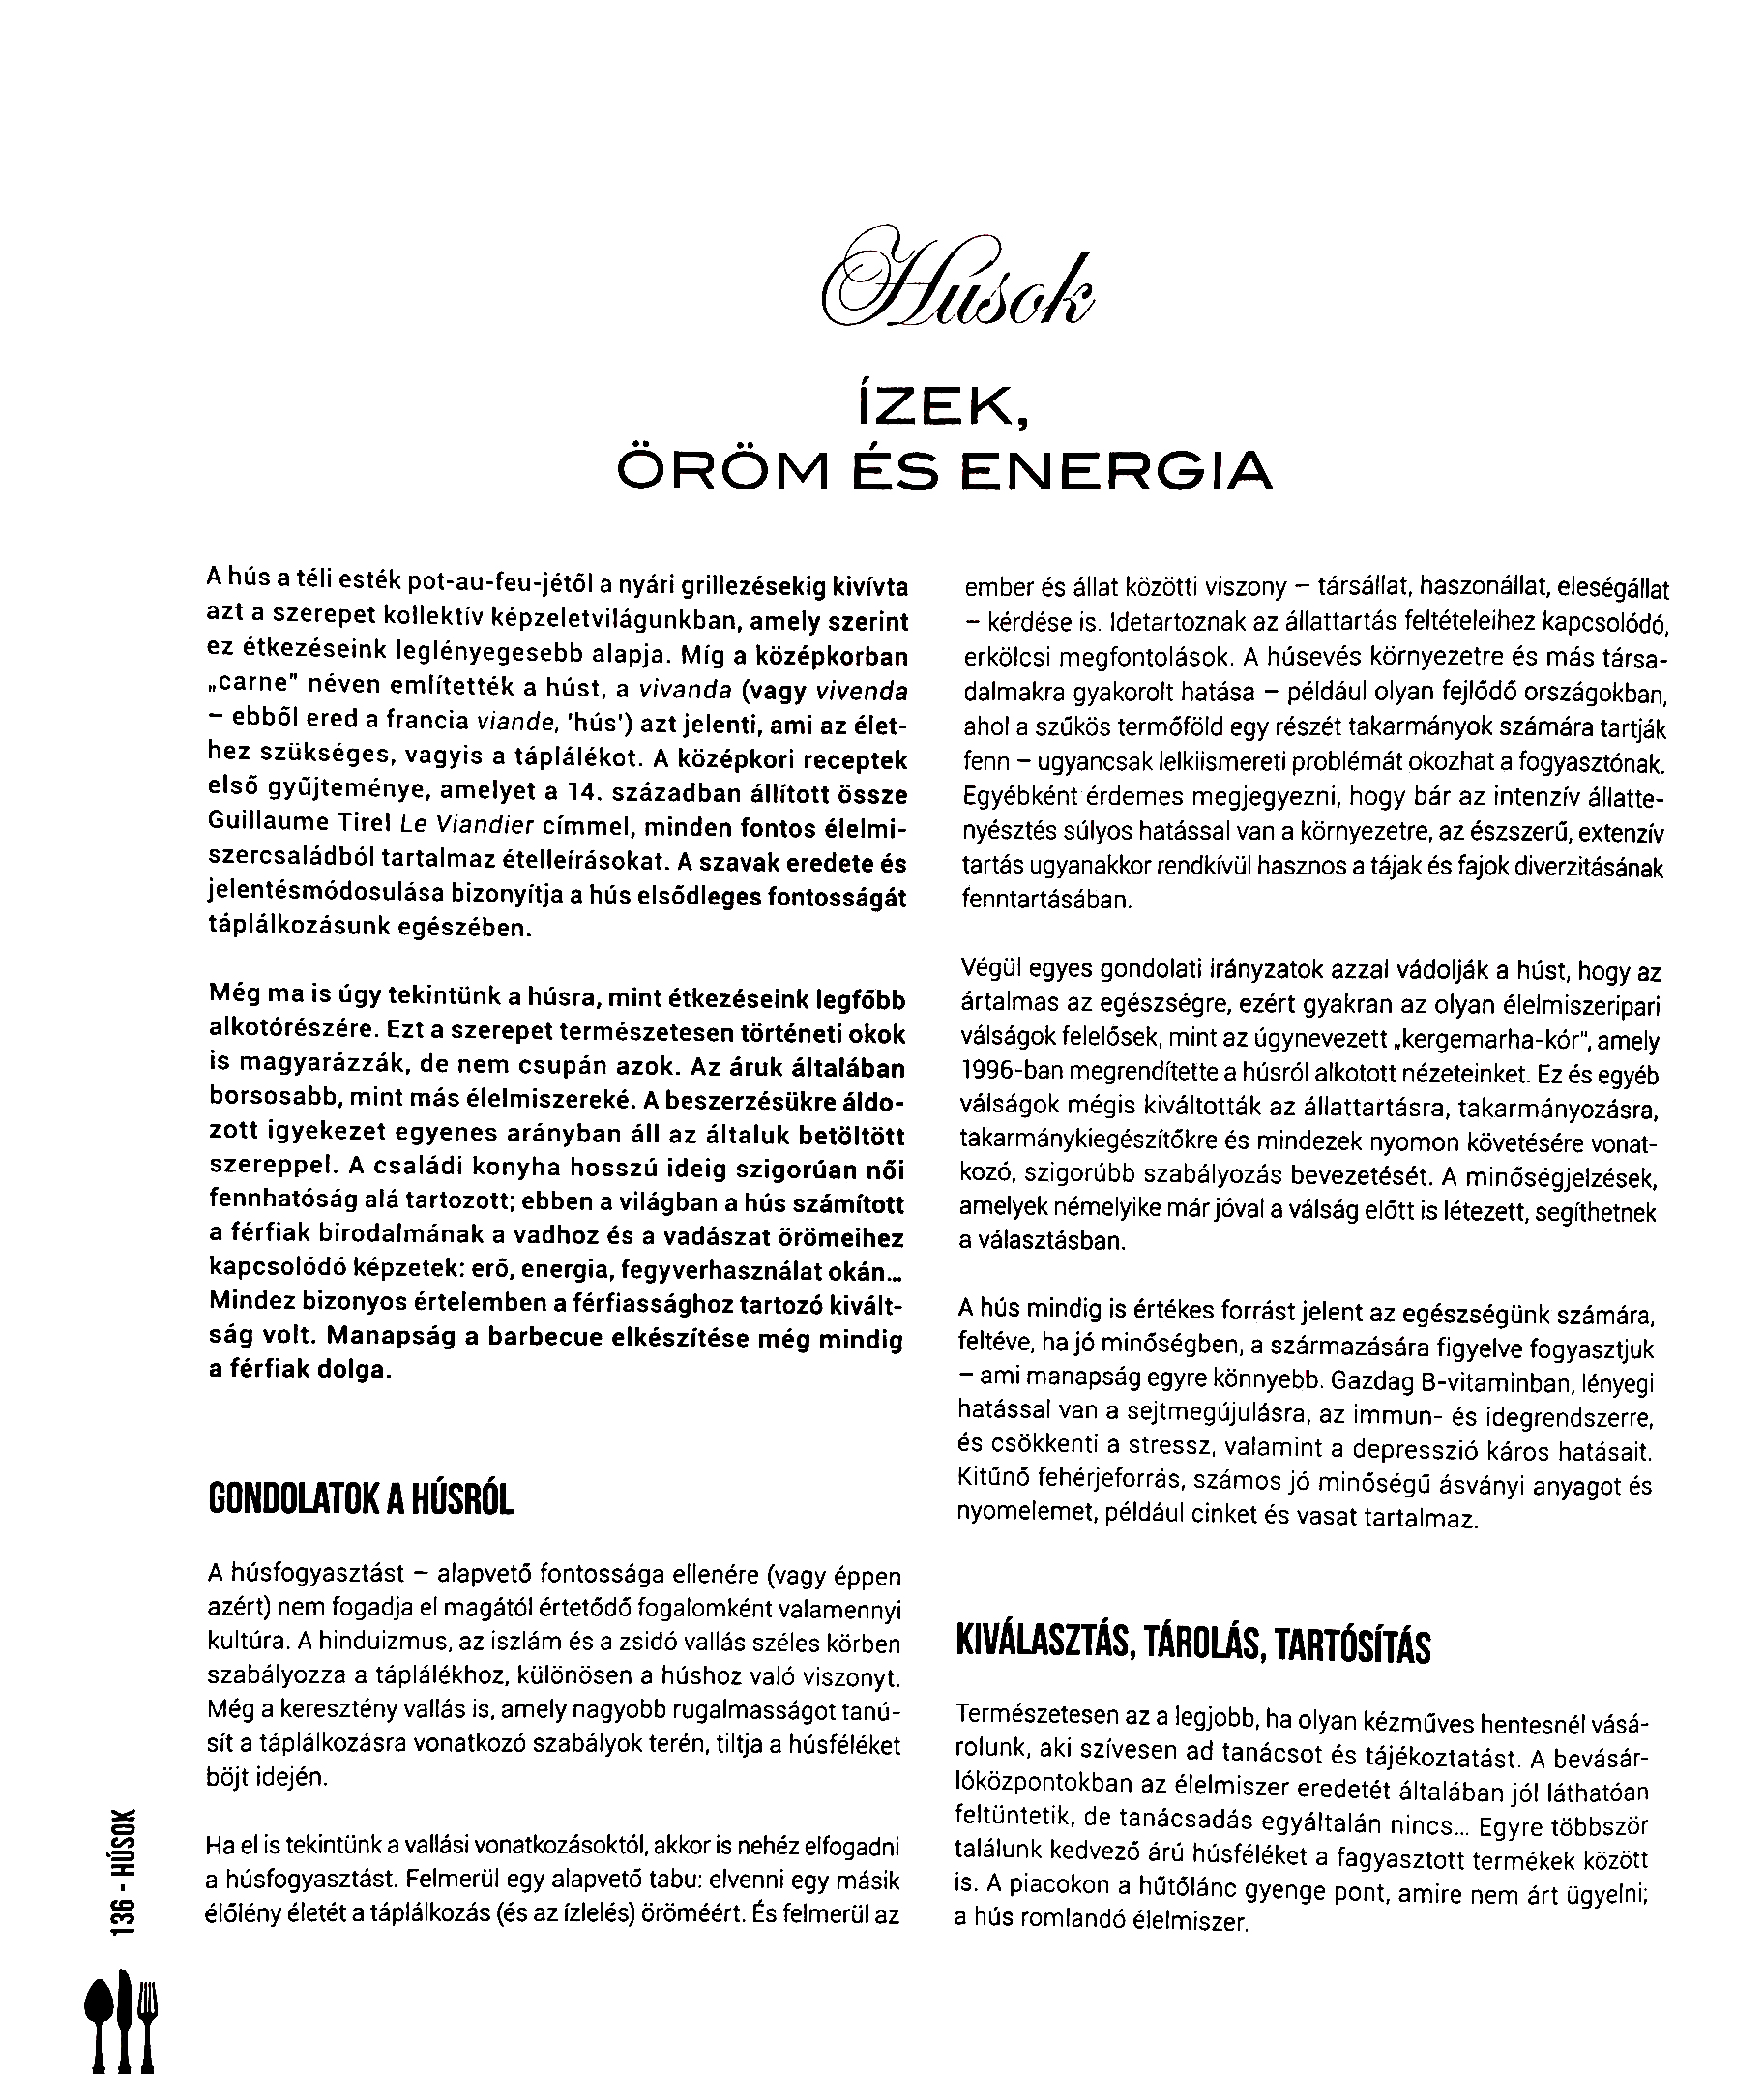 Húsok
ÍZEK,
ÖRÖM ÉS ENERGIA
A hús a téli esték pot-au-feu-jétől a nyári grillezésekig kivívta
azt a szerepet kollektív képzeletvilágunkban, amely szerint
ez étkezéseink leglényegesebb alapja. Míg a középkorban
„carne" néven említették a húst, a vivanda (vagy vivenda
– ebből ered a francia viande, 'hús') azt jelenti, ami az élet-
hez szükséges, vagyis a táplálékot. A középkori receptek
első gyűjteménye, amelyet a 14. században állított össze
Guillaume Tirel Le Viandier címmel, minden fontos élelmi-
szercsaládból tartalmaz ételleírásokat. A szavak eredete és
jelentésmódosulása bizonyítja a hús elsődleges fontosságát
táplálkozásunk egészében.
Még ma is úgy tekintünk a húsra, mint étkezéseink legfőbb
alkotórészére. Ezt a szerepet természetesen történeti okok
is magyarázzák, de nem csupán azok. Az áruk általában
borsosabb, mint más élelmiszereké. A beszerzésükre áldo-
zott igyekezet egyenes arányban áll az általuk betöltött
szereppel. A családi konyha hosszú ideig szigorúan női
fennhatóság alá tartozott; ebben a világban a hús számított
a férfiak birodalmának a vadhoz és a vadászat örömeihez
kapcsolódó képzetek: erő, energia, fegyverhasználat okán...
Mindez bizonyos értelemben a férfiassághoz tartozó kivált-
ság volt. Manapság a barbecue elkészítése még mindig
a férfiak dolga.
GONDOLATOK A HÚSRÓL
A húsfogyasztást – alapvető fontossága ellenére (vagy éppen
azért) nem fogadja el magától értetődő fogalomként valamennyi
kultúra. A hinduizmus, az iszlám és a zsidó vallás széles körben
szabályozza a táplálékhoz, különösen a húshoz való viszonyt.
Még a keresztény vallás is, amely nagyobb rugalmasságot tanú-
sít a táplálkozásra vonatkozó szabályok terén, tiltja a húsféléket
böjt idején.
Ha el is tekintünk a vallási vonatkozásoktól, akkor is nehéz elfogadni
a húsfogyasztást. Felmerül egy alapvető tabu: elvenni egy másik
élőlény életét a táplálkozás (és az ízlelés) öröméért. És felmerül az
ember és állat közötti viszony – társállat, haszonállat, eleségállat
– kérdése is. Idetartoznak az állattartás feltételeihez kapcsolódó,
erkölcsi megfontolások. A húsevés környezetre és más társa-
dalmakra gyakorolt hatása – például olyan fejlődő országokban,
ahol a szűkös termőföld egy részét takarmányok számára tartják
fenn – ugyancsak lelkiismereti problémát okozhat a fogyasztónak.
Egyébként érdemes megjegyezni, hogy bár az intenzív állatte-
nyésztés súlyos hatással van a környezetre, az észszerű, extenzív
tartás ugyanakkor rendkívül hasznos a tájak és fajok diverzitásának
fenntartásában.
Végül egyes gondolati irányzatok azzal vádolják a húst, hogy az
ártalmas az egészségre, ezért gyakran az olyan élelmiszeripari
válságok felelősek, mint az úgynevezett „kergemarha-kór", amely
1996-ban megrendítette a húsról alkotott nézeteinket. Ez és egyéb
válságok mégis kiváltották az állattartásra, takarmányozásra,
takarmánykiegészítőkre és mindezek nyomon követésére vonat-
kozó, szigorúbb szabályozás bevezetését. A minőségjelzések,
amelyek némelyike már jóval a válság előtt is létezett, segíthetnek
a választásban.
A hús mindig is értékes forrást jelent az egészségünk számára,
feltéve, ha jó minőségben, a származására figyelve fogyasztjuk
– ami manapság egyre könnyebb. Gazdag B-vitaminban, lényegi
hatással van a sejtmegújulásra, az immun- és idegrendszerre,
és csökkenti a stressz, valamint a depresszió káros hatásait.
Kitűnő fehérjeforrás, számos jó minőségű ásványi anyagot és
nyomelemet, például cinket és vasat tartalmaz.
KIVÁLASZTÁS, TÁROLÁS, TARTÓSÍTÁS
Természetesen az a legjobb, ha olyan kézműves hentesnél vásá-
rolunk, aki szívesen ad tanácsot és tájékoztatást. A bevásár-
lóközpontokban az élelmiszer eredetét általában jól láthatóan
feltüntetik, de tanácsadás egyáltalán nincs... Egyre többször
találunk kedvező árú húsféléket a fagyasztott termékek között
is. A piacokon a hűtőlánc gyenge pont, amire nem árt ügyelni;
a hús romlandó élelmiszer.
136 - HÚSOK